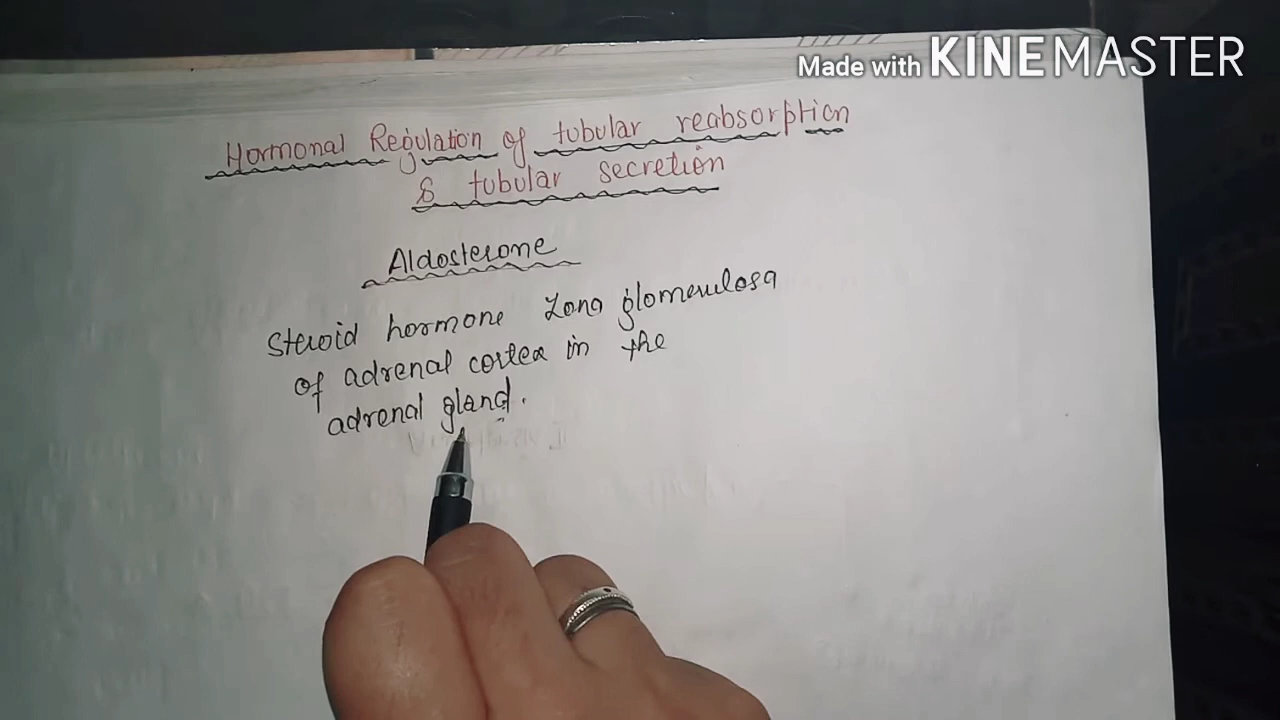 Made with KINEMASTER
Hormonal Regulation of tubular reabsorption
& tubular secretion
Aldosterone
Steroid hormone Zona glomerulosa
of adrenal cortex in the
adrenal gland.